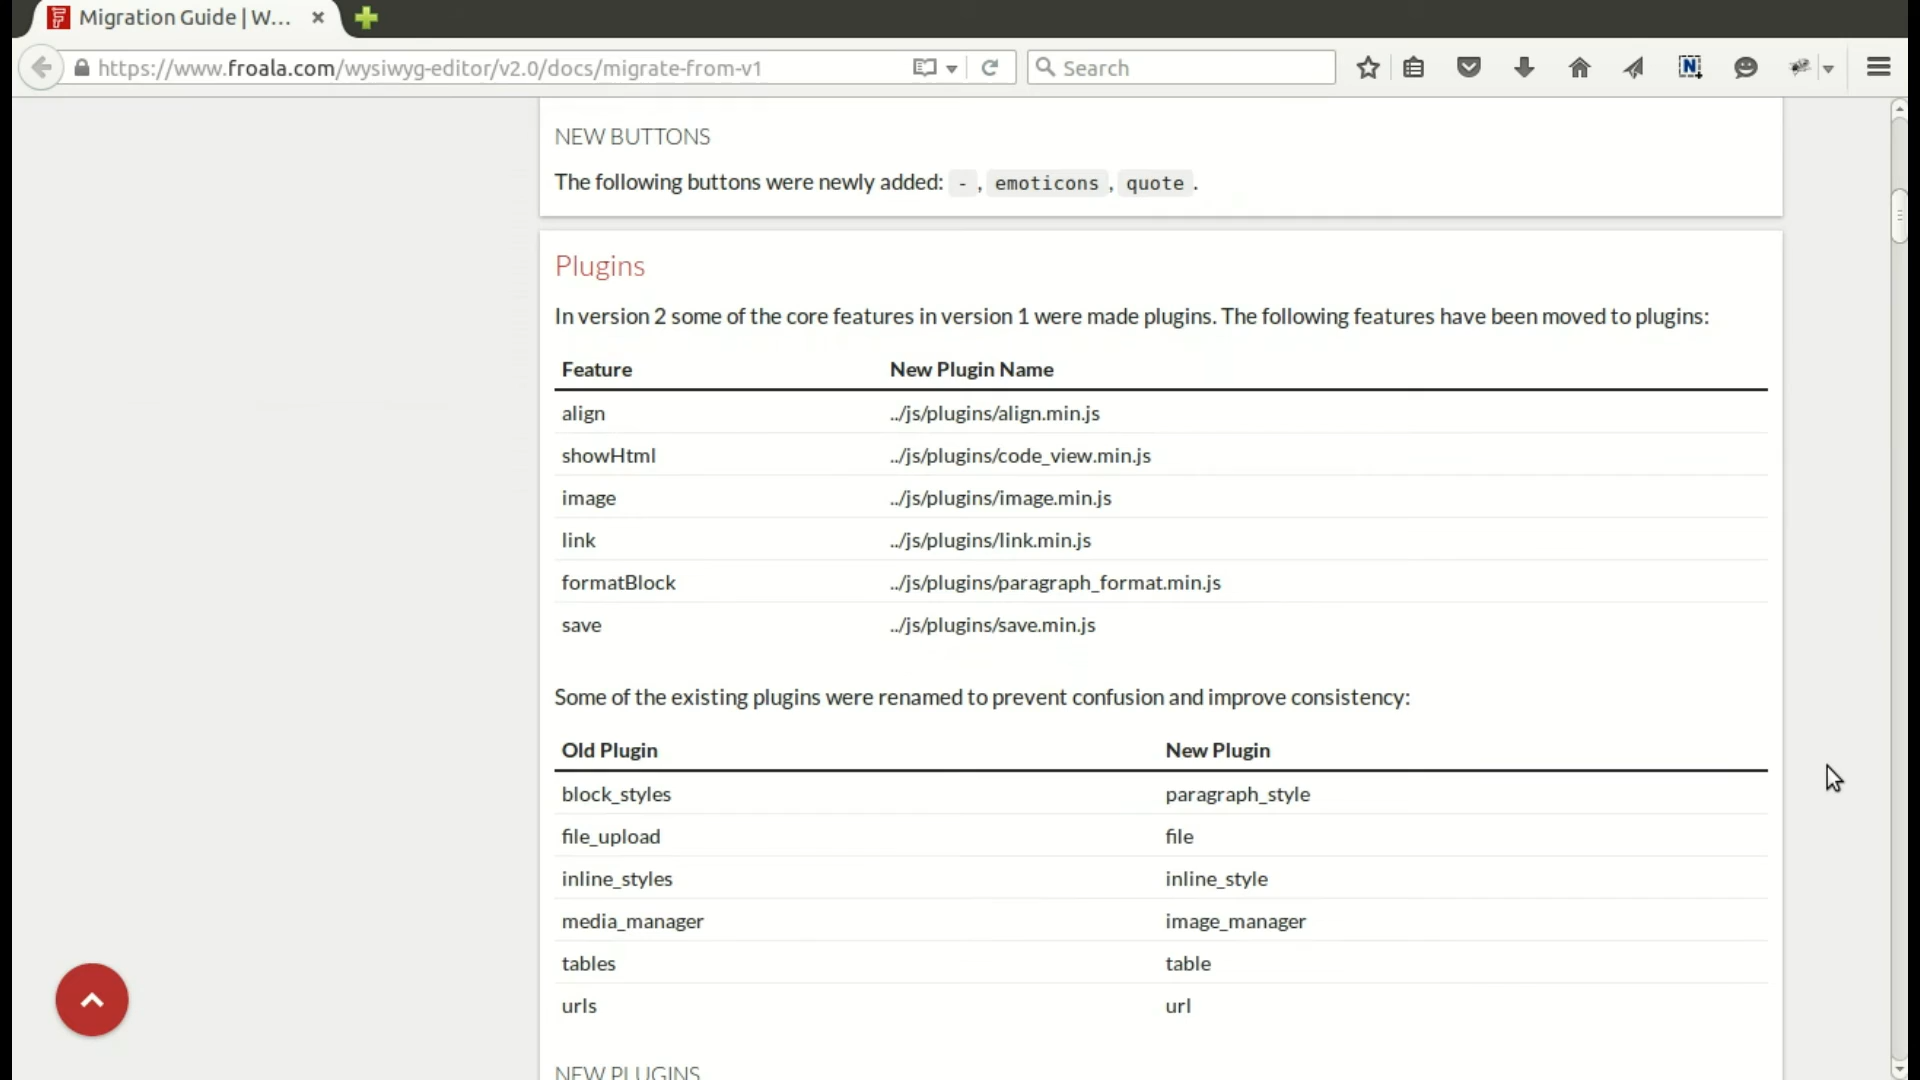 Migration Guide | W...
https://www.froala.com/wysiwyg-editor/v2.0/docs/migrate-from-v1
Search
NEW BUTTONS
The following buttons were newly added: -, emoticons, quote.
Plugins
In version 2 some of the core features in version 1 were made plugins. The following features have been moved to plugins:
Feature New Plugin Name
align ../js/plugins/align.min.js
showHtml ../js/plugins/code_view.min.js
image ../js/plugins/image.min.js
link ../js/plugins/link.min.js
formatBlock ../js/plugins/paragraph_format.min.js
save ../js/plugins/save.min.js
Some of the existing plugins were renamed to prevent confusion and improve consistency:
Old Plugin New Plugin
block_styles paragraph_style
file_upload file
inline_styles inline_style
media_manager image_manager
tables table
urls url
NEW PLUGINS